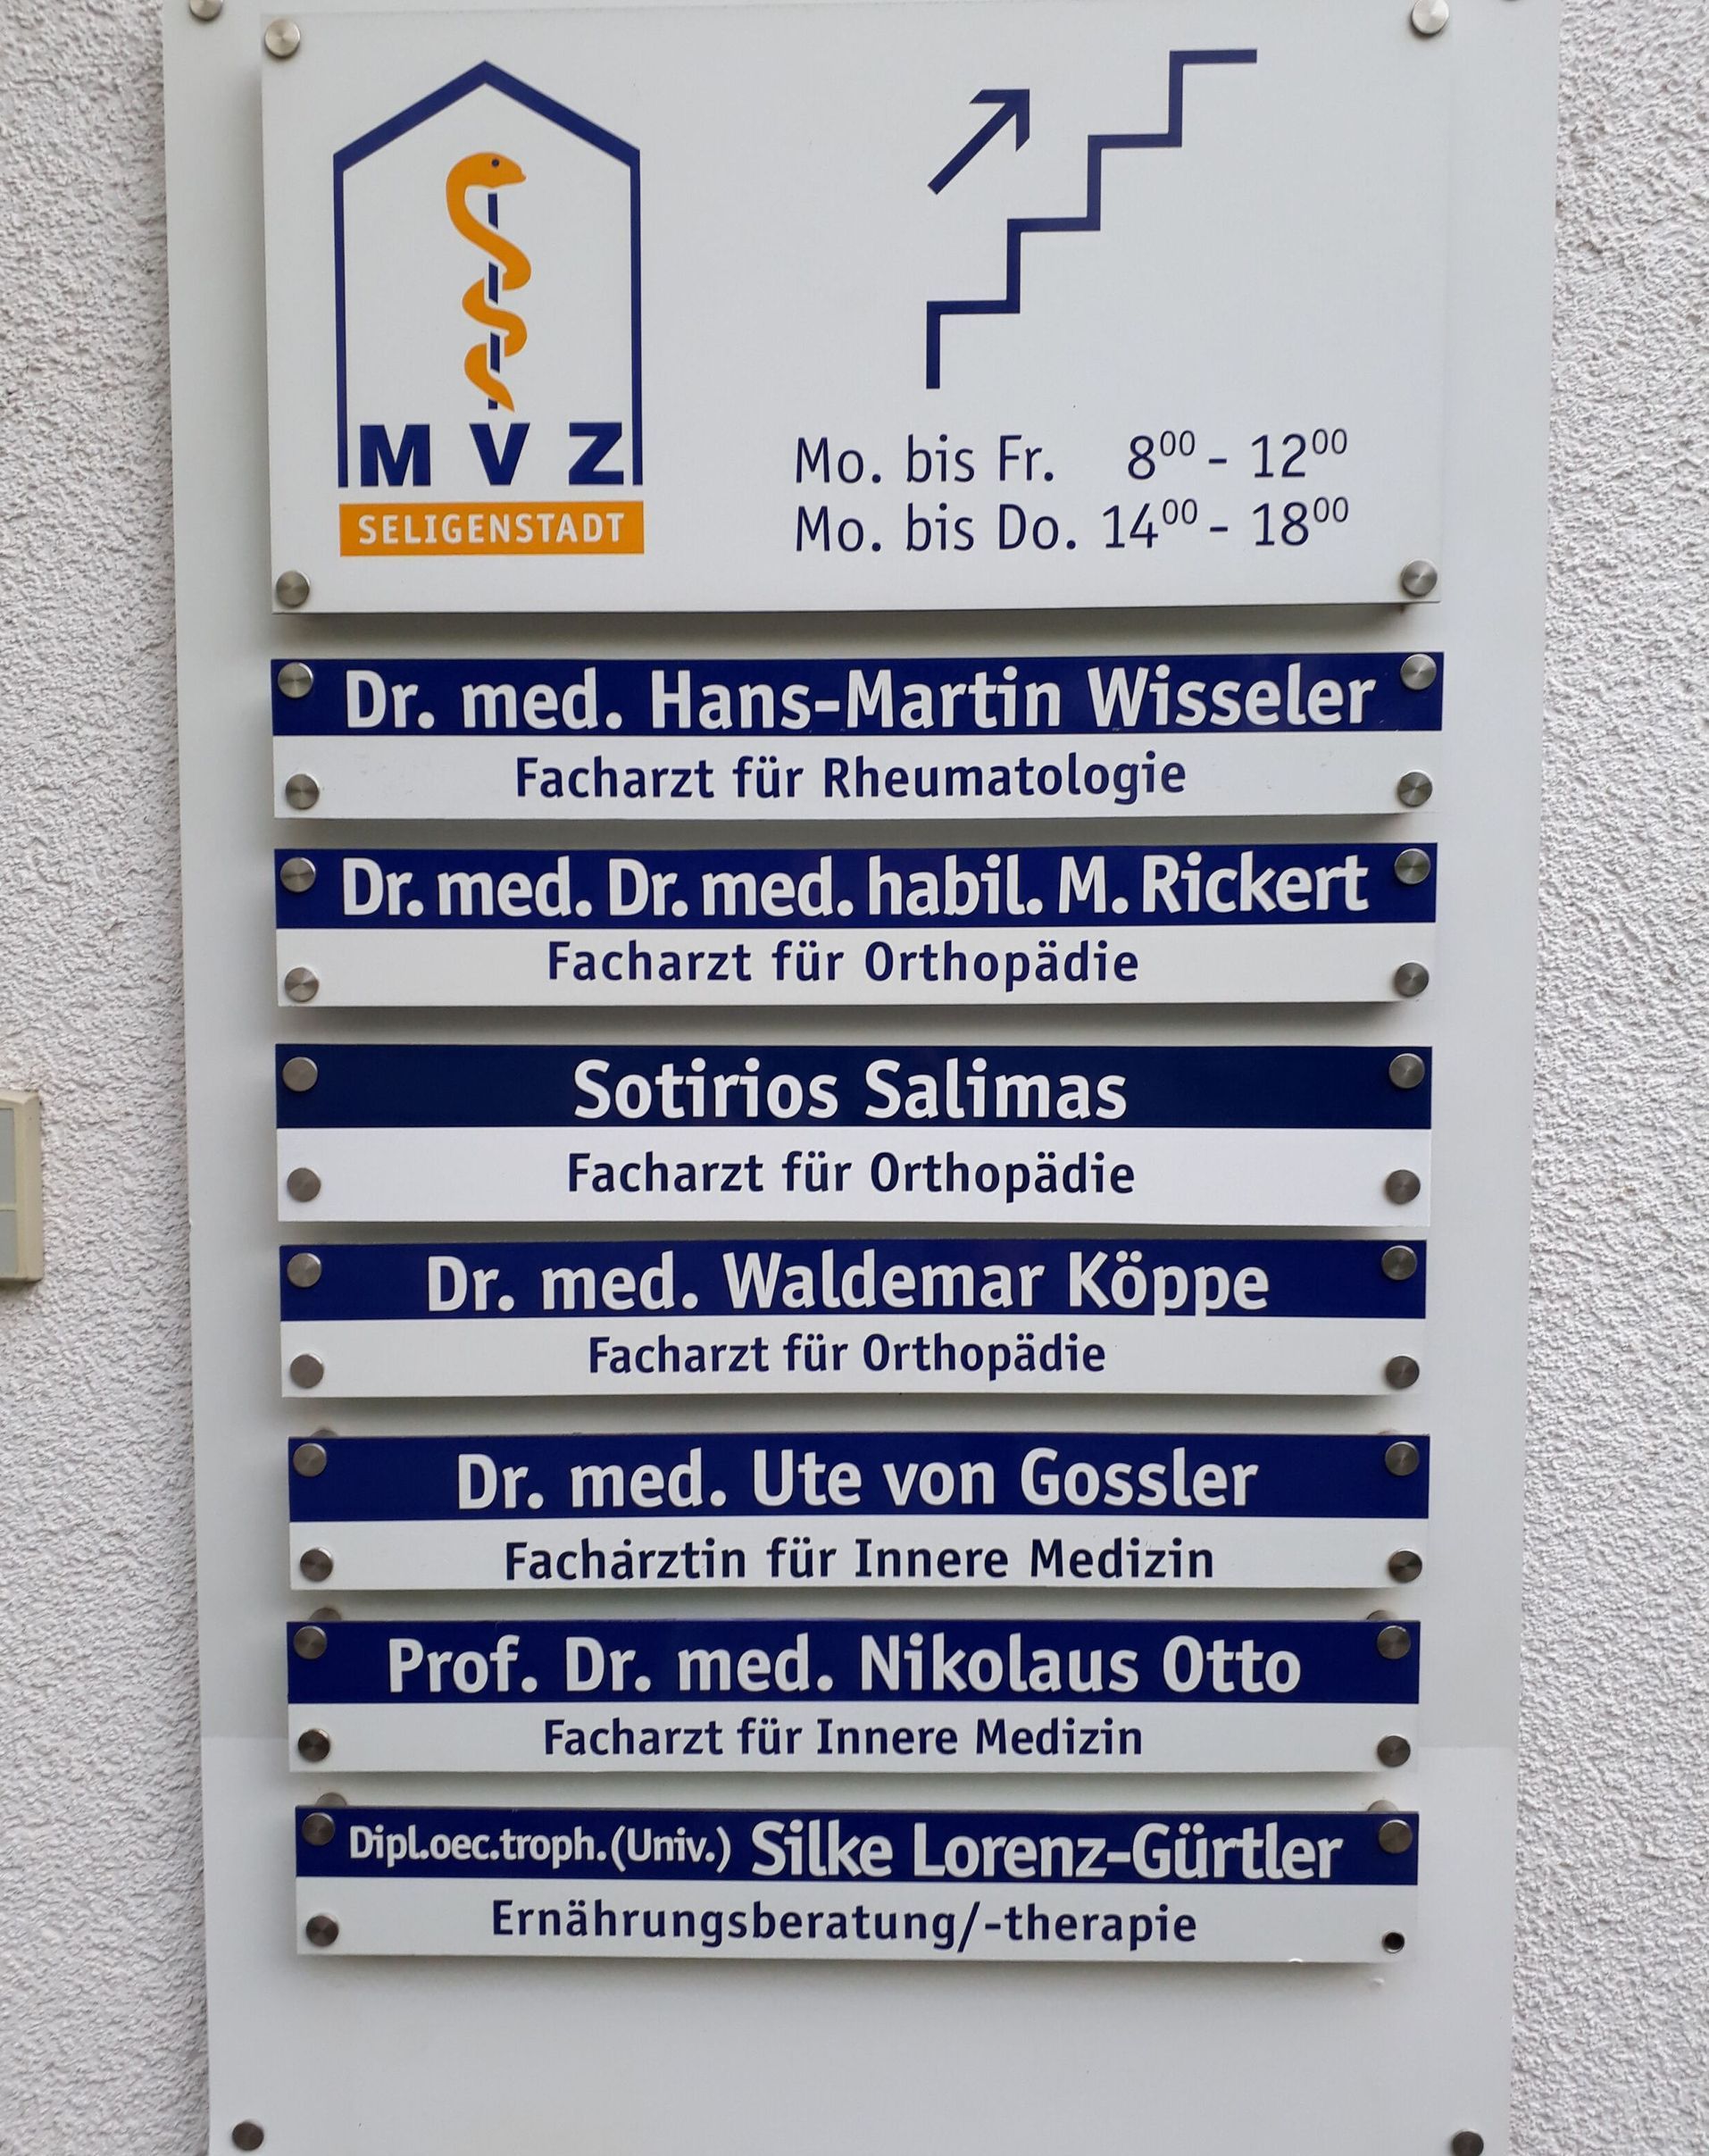 M V Z
SELIGENSTADT
Mo. bis Fr. 8⁰⁰ - 12⁰⁰
Mo. bis Do. 14⁰⁰ - 18⁰⁰
Dr. med. Hans-Martin Wisseler
Facharzt für Rheumatologie
Dr. med. Dr. med. habil. M. Rickert
Facharzt für Orthopädie
Sotirios Salimas
Facharzt für Orthopädie
Dr. med. Waldemar Köppe
Facharzt für Orthopädie
Dr. med. Ute von Gossler
Fachärztin für Innere Medizin
Prof. Dr. med. Nikolaus Otto
Facharzt für Innere Medizin
Dipl.oec.troph.(Univ.) Silke Lorenz-Gürtler
Ernährungsberatung/-therapie